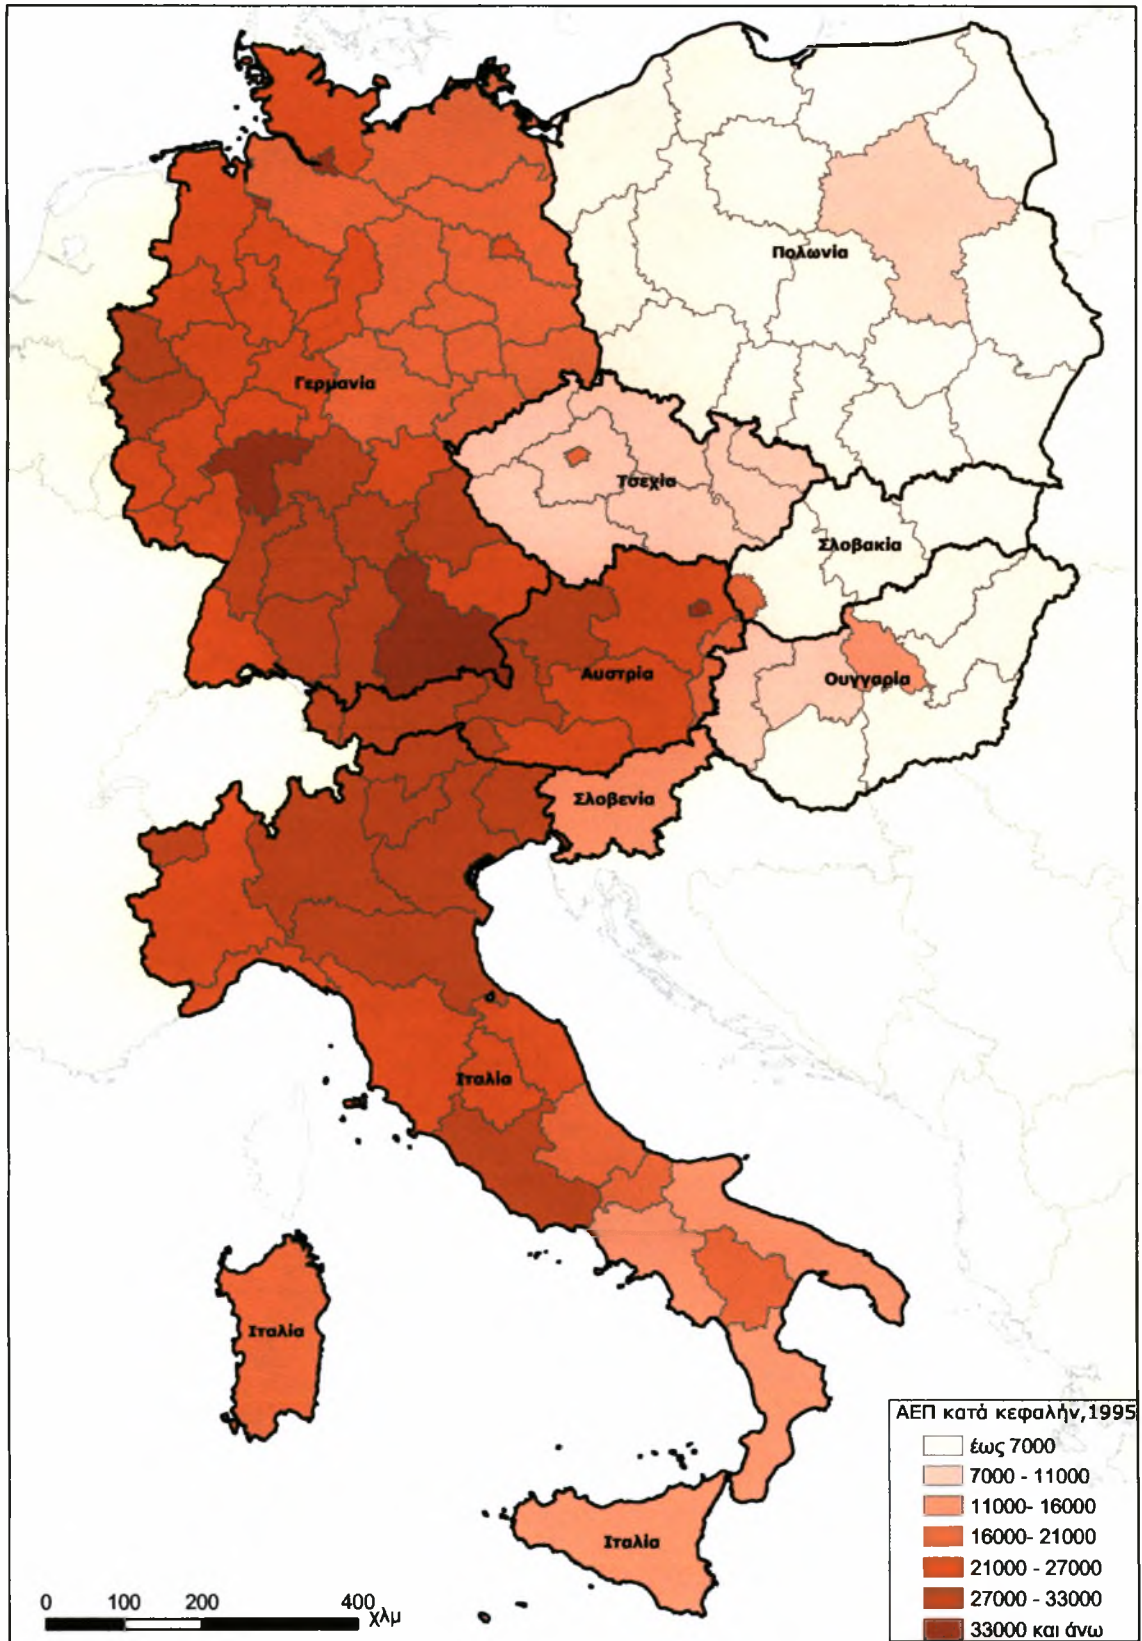 Πολωνία
Γερμανία
Τσεχία
Σλοβακία
Αυστρία
Ουγγαρία
Σλοβενία
Ιταλία
Ιταλία
Ιταλία
ΑΕΠ κατά κεφαλήν,1995
έως 7000
7000 - 11000
11000- 16000
16000- 21000
21000 - 27000
27000 - 33000
33000 και άνω
0 100 200 400 χλμ